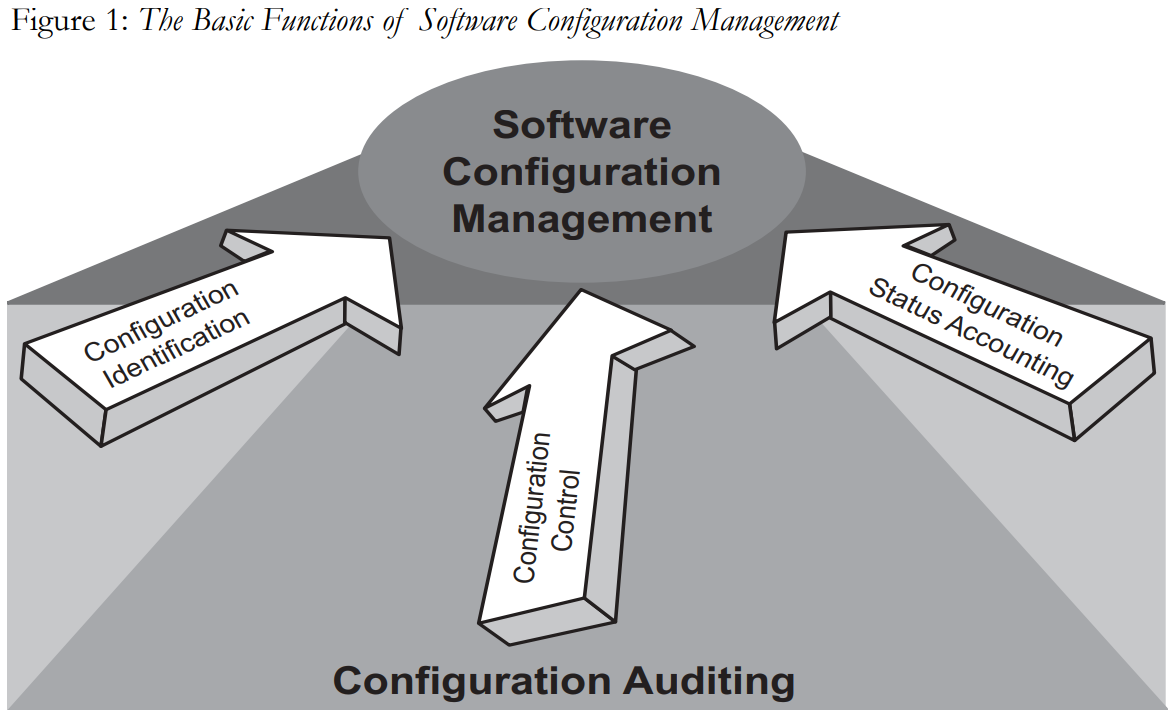 Figure 1: The Basic Functions of Software Configuration Management
Software
Configuration
Management
Configuration
Identification
Configuration
Control
Configuration
Status Accounting
Configuration Auditing